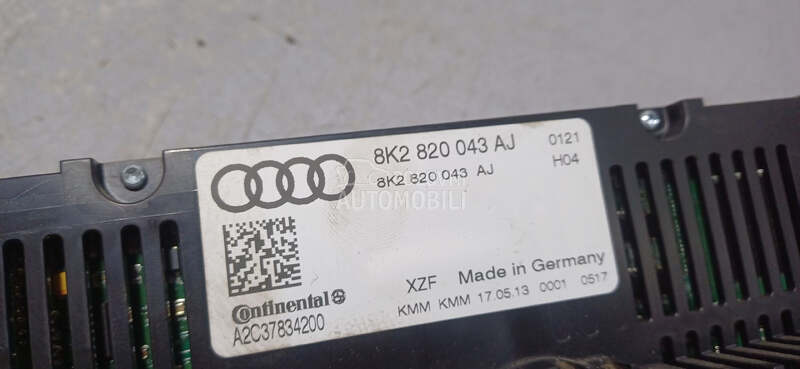 8K2 820 043 AJ 0121
8K2 820 043 AJ H04
AUTOMOBILI
XZF Made in Germany
Continental
KMM KMM 17.05.13 0001 0517
A2C37834200